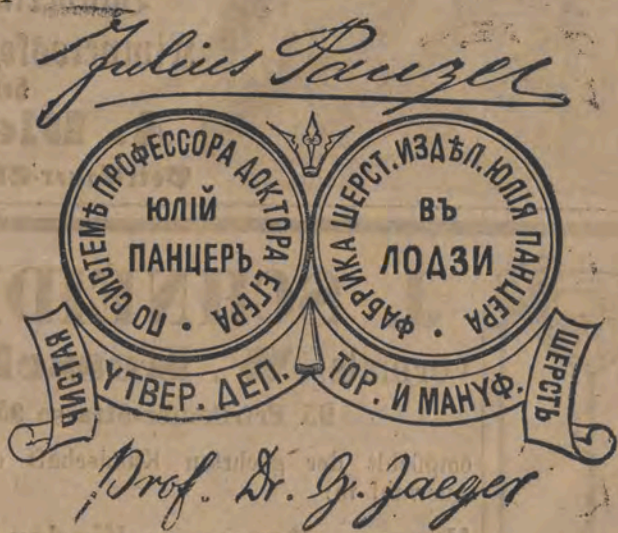 Julius Panzer
ПО СИСТЕМѢ ПРОФЕССОРА ДОКТОРА ЕГЕРА
ЮЛІЙ
ПАНЦЕРЪ
ФАБРИКА ШЕРСТ. ИЗДѢЛ. ЮЛІЯ ПАНЦЕРА
ВЪ
ЛОДЗИ
ЧИСТАЯ
УТВЕР. ДЕП. ТОР. И МАНУФ.
ШЕРСТЬ
Prof. Dr. G. Jaeger